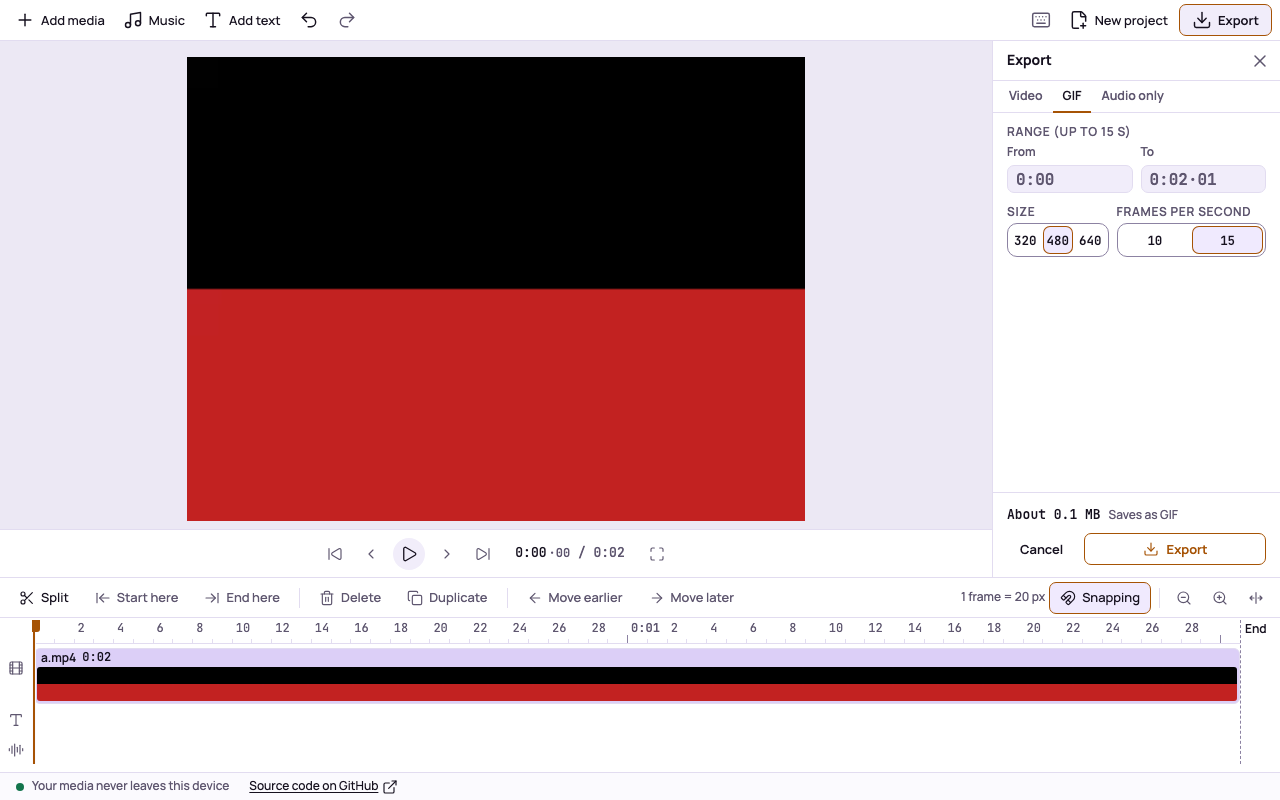 Add media Music Add text New project Export
Export
Video GIF Audio only
RANGE (UP TO 15 S)
From To
0:00 0:02·01
SIZE FRAMES PER SECOND
320 480 640 10 15
About 0.1 MB Saves as GIF
Cancel Export
0:00·00 / 0:02
Split Start here End here Delete Duplicate Move earlier Move later 1 frame = 20 px Snapping
2 4 6 8 10 12 14 16 18 20 22 24 26 28 0:01 2 4 6 8 10 12 14 16 18 20 22 24 26 28 End
a.mp4 0:02
Your media never leaves this device Source code on GitHub